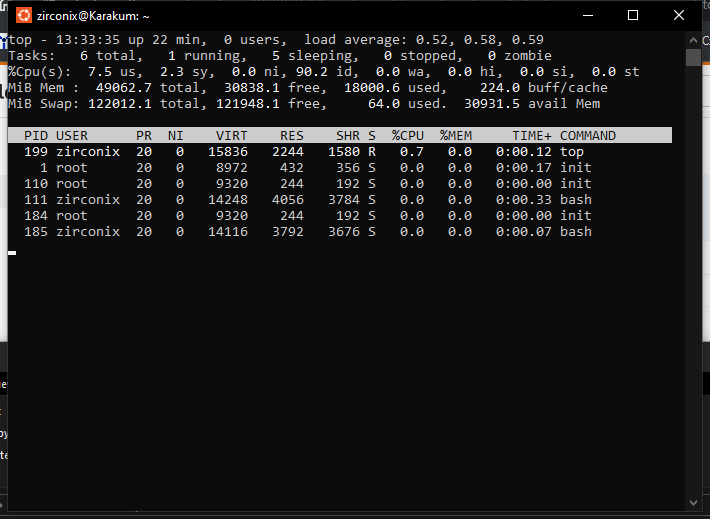 zirconix@Karakum: ~
top - 13:33:35 up 22 min,  0 users,  load average: 0.52, 0.58, 0.59
Tasks:   6 total,   1 running,   5 sleeping,   0 stopped,   0 zombie
%Cpu(s):  7.5 us,  2.3 sy,  0.0 ni, 90.2 id,  0.0 wa,  0.0 hi,  0.0 si,  0.0 st
MiB Mem :  49062.7 total,  30838.1 free,  18000.6 used,    224.0 buff/cache
MiB Swap: 122012.1 total, 121948.1 free,     64.0 used.  30931.5 avail Mem
PID USER      PR  NI    VIRT    RES    SHR S  %CPU  %MEM     TIME+ COMMAND
199 zirconix  20   0   15836   2244   1580 R   0.7   0.0   0:00.12 top
1 root      20   0    8972    432    356 S   0.0   0.0   0:00.17 init
110 root      20   0    9320    244    192 S   0.0   0.0   0:00.00 init
111 zirconix  20   0   14248   4056   3784 S   0.0   0.0   0:00.33 bash
184 root      20   0    9320    244    192 S   0.0   0.0   0:00.00 init
185 zirconix  20   0   14116   3792   3676 S   0.0   0.0   0:00.07 bash